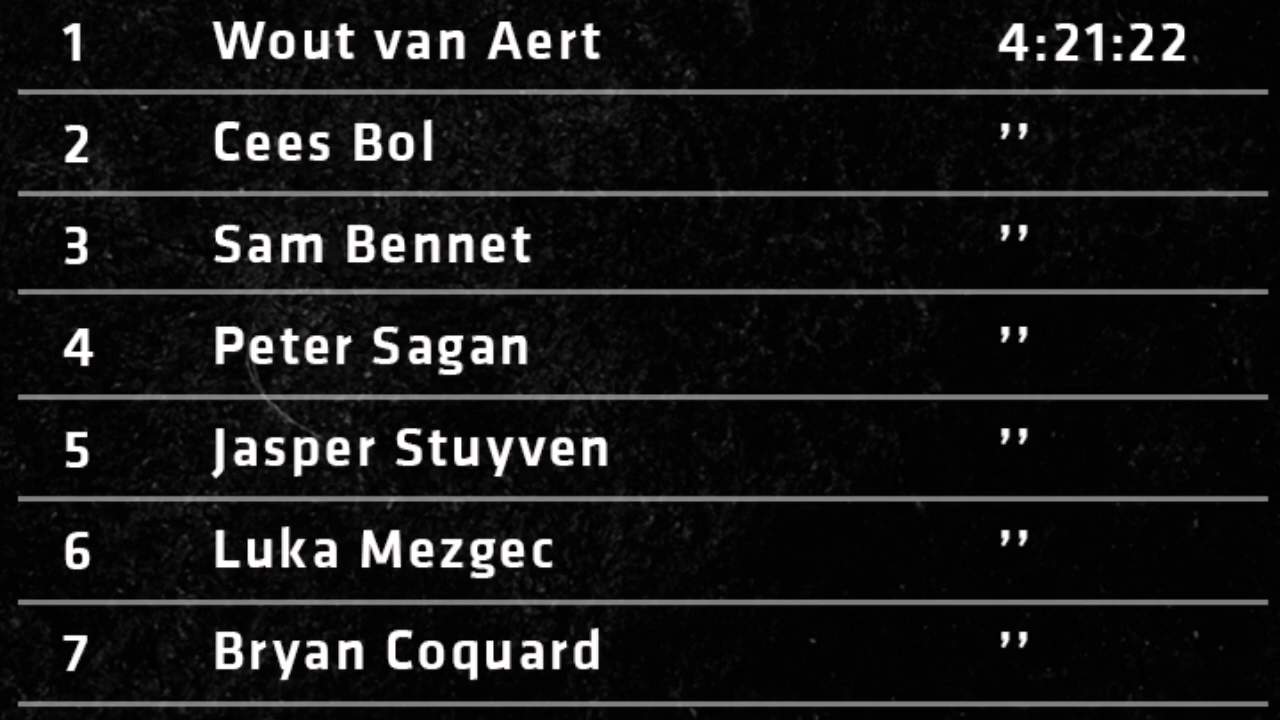 1 Wout van Aert 4:21:22
2 Cees Bol ’’
3 Sam Bennet ’’
4 Peter Sagan ’’
5 Jasper Stuyven ’’
6 Luka Mezgec ’’
7 Bryan Coquard ’’